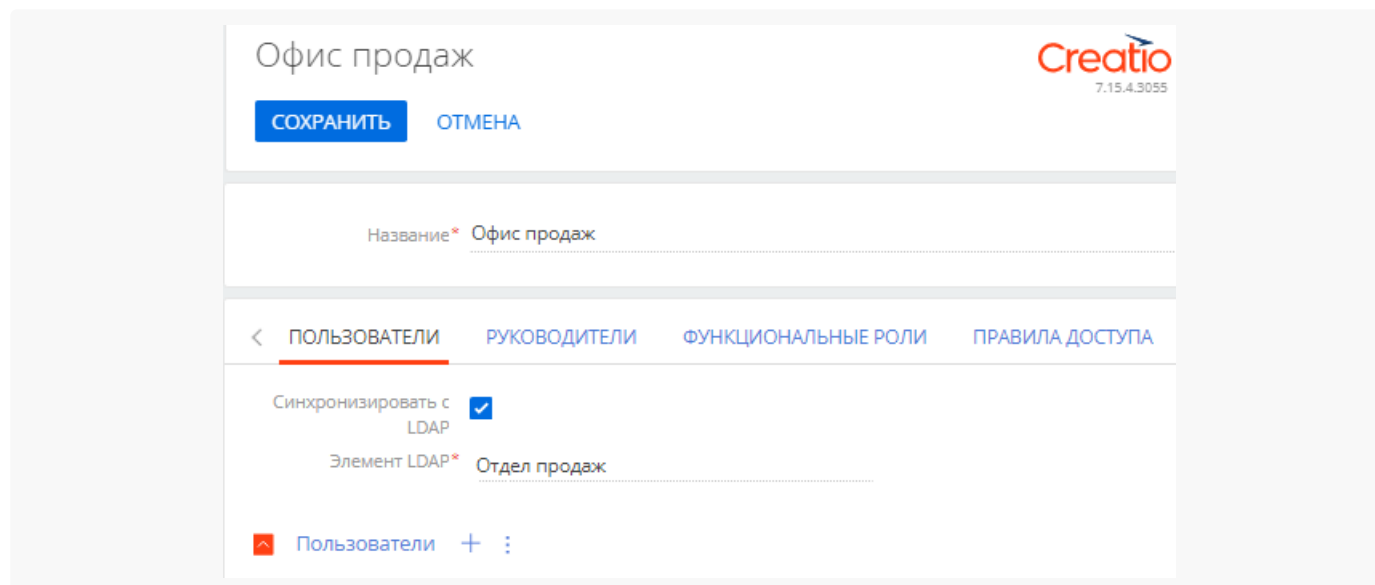 Офис продаж
Creatio
7.15.4.3055
СОХРАНИТЬ ОТМЕНА
Название* Офис продаж
ПОЛЬЗОВАТЕЛИ РУКОВОДИТЕЛИ ФУНКЦИОНАЛЬНЫЕ РОЛИ ПРАВИЛА ДОСТУПА
Синхронизировать с
LDAP
Элемент LDAP* Отдел продаж
Пользователи